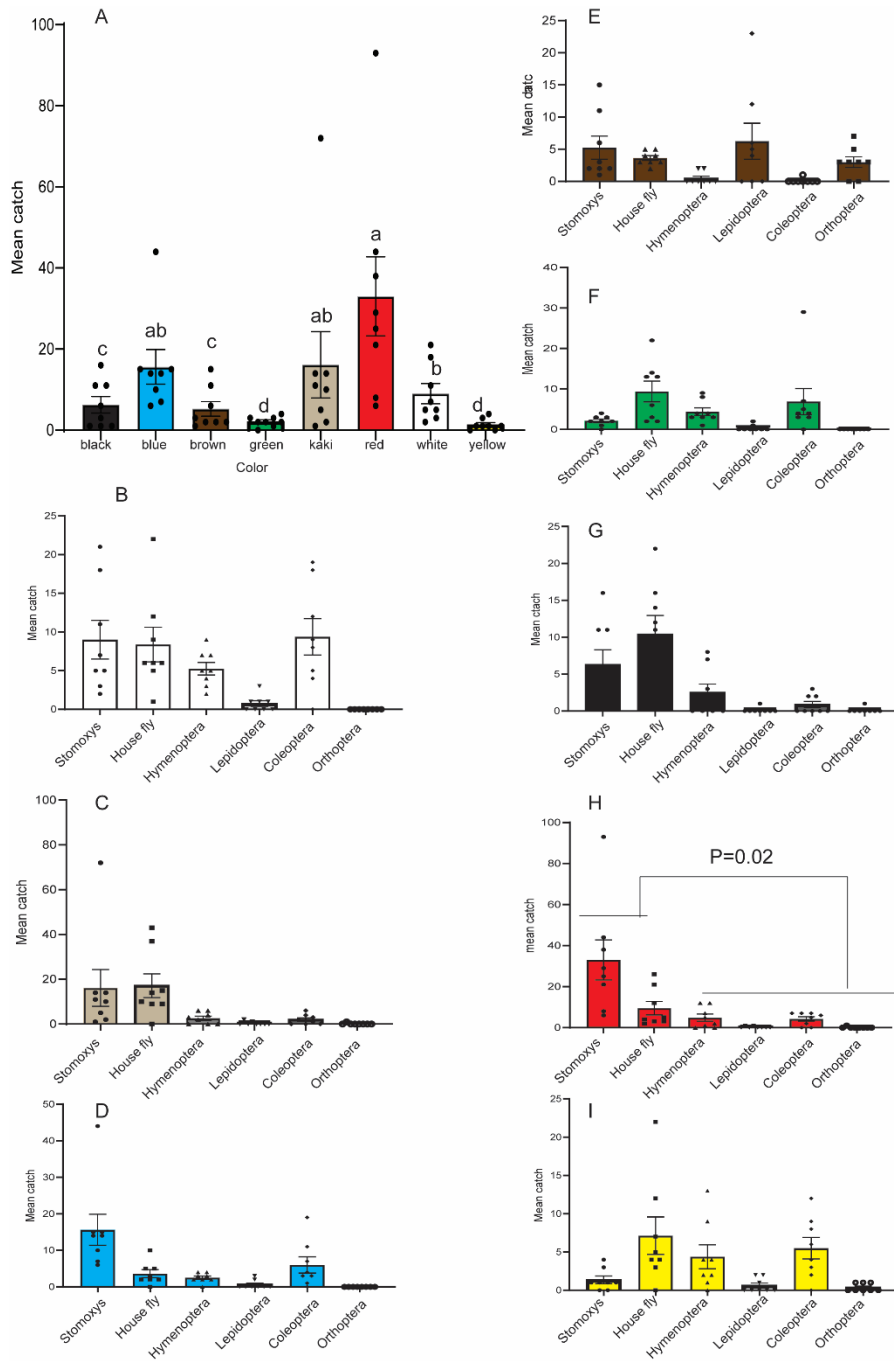 A
100
80
60
40
20
0
Mean catch
c
ab
c
d
ab
a
b
d
black blue brown green kaki red white yellow
Color
B
25
20
15
10
5
0
Mean catch
Stomoxys House fly Hymenoptera Lepidoptera Coleoptera Orthoptera
C
100
80
60
40
20
0
Mean catch
Stomoxys House fly Hymenoptera Lepidoptera Coleoptera Orthoptera
D
50
40
30
20
10
0
Mean catch
Stomoxys House fly Hymenoptera Lepidoptera Coleoptera Orthoptera
E
25
20
15
10
5
0
Mean datc
Stomoxys House fly Hymenoptera Lepidoptera Coleoptera Orthoptera
F
40
30
20
10
0
Mean catch
Stomoxys House fly Hymenoptera Lepidoptera Coleoptera Orthoptera
G
25
20
15
10
5
0
Mean ctach
Stomoxys House fly Hymenoptera Lepidoptera Coleoptera Orthoptera
H
100
80
60
40
20
0
mean catch
P=0.02
Stomoxys House fly Hymenoptera Lepidoptera Coleoptera Orthoptera
I
25
20
15
10
5
0
Mean catch
Stomoxys House fly Hymenoptera Lepidoptera Coleoptera Orthoptera